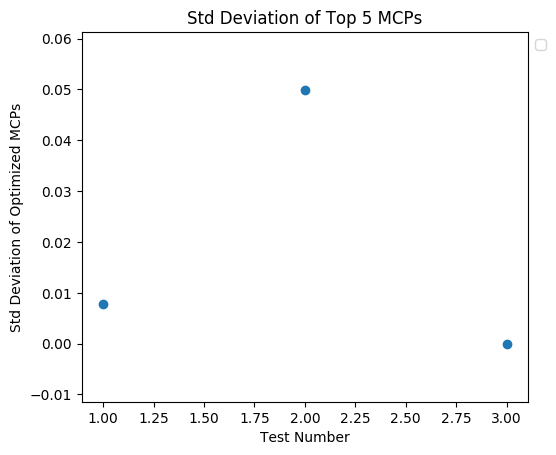 Std Deviation of Top 5 MCPs
0.06
0.05
0.04
0.03
0.02
0.01
0.00
−0.01
Std Deviation of Optimized MCPs
1.00 1.25 1.50 1.75 2.00 2.25 2.50 2.75 3.00
Test Number